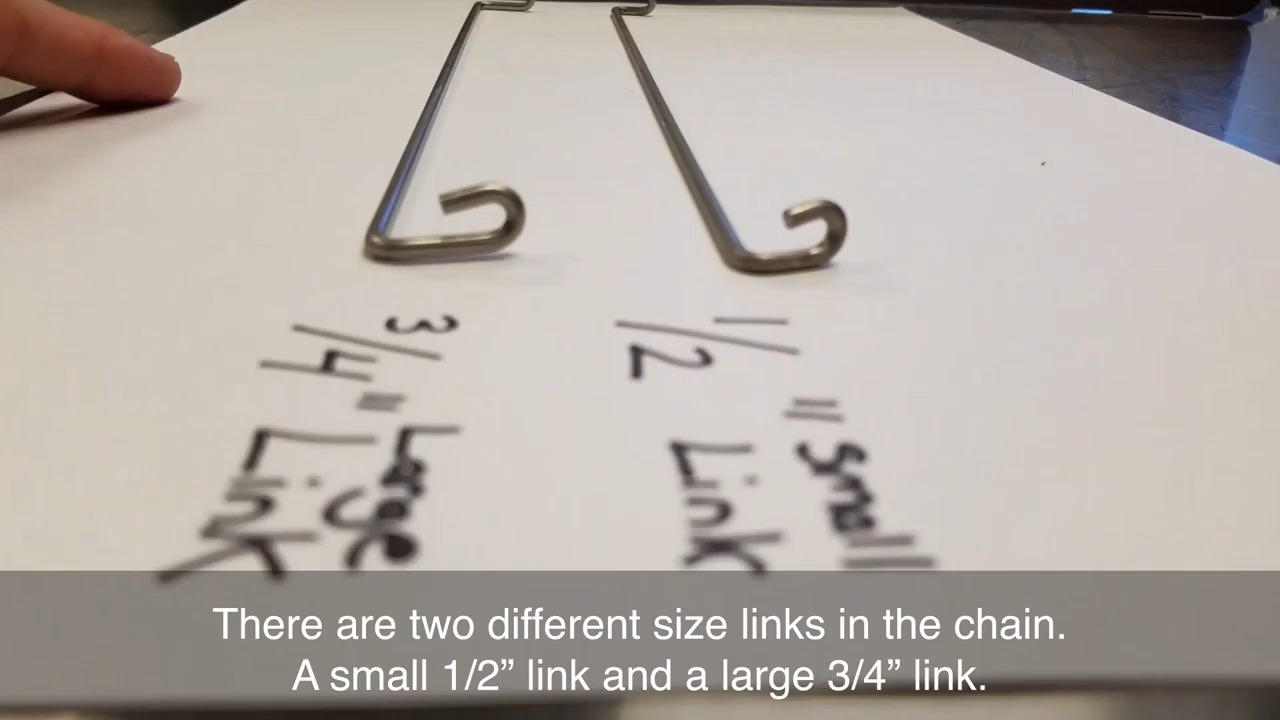 3/4" Large
Link
1/2" Small
Link
There are two different size links in the chain.
A small 1/2” link and a large 3/4” link.